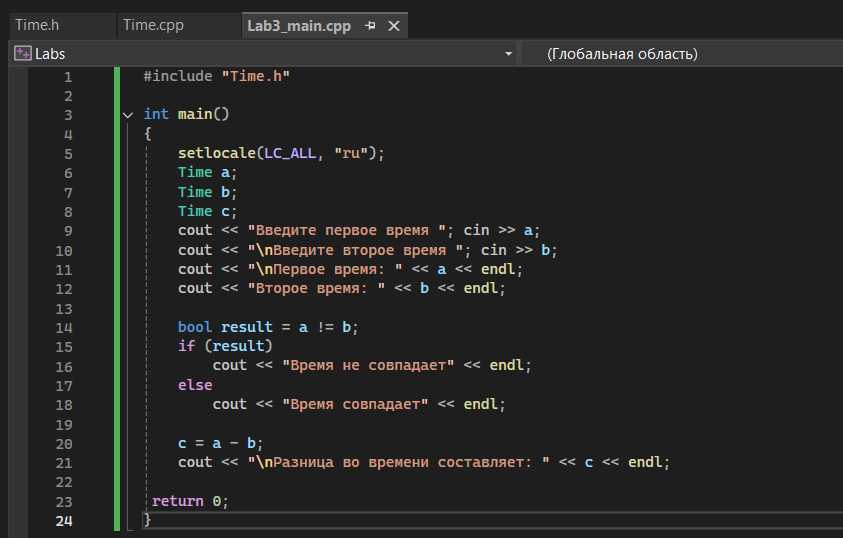 Time.h Time.cpp Lab3_main.cpp
Labs (Глобальная область)
1 #include "Time.h"
2
3 int main()
4 {
5 setlocale(LC_ALL, "ru");
6 Time a;
7 Time b;
8 Time c;
9 cout << "Введите первое время "; cin >> a;
10 cout << "\nВведите второе время "; cin >> b;
11 cout << "\nПервое время: " << a << endl;
12 cout << "Второе время: " << b << endl;
13
14 bool result = a != b;
15 if (result)
16 cout << "Время не совпадает" << endl;
17 else
18 cout << "Время совпадает" << endl;
19
20 c = a - b;
21 cout << "\nРазница во времени составляет: " << c << endl;
22
23 return 0;
24 }